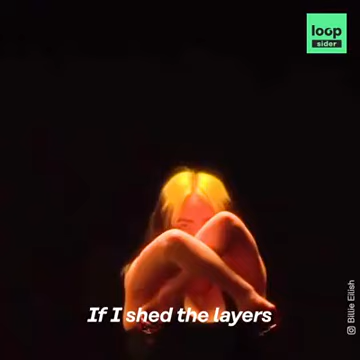 loop
sider
If I shed the layers
Billie Eilish